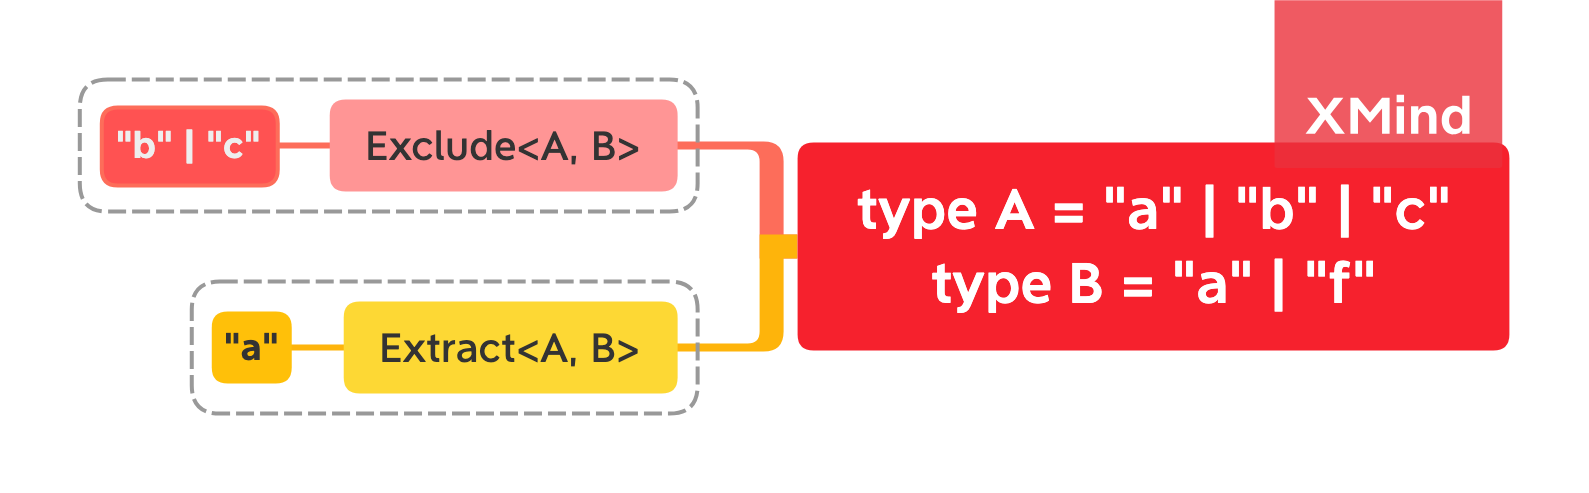 XMind
"b" | "c"
Exclude<A, B>
type A = "a" | "b" | "c"
type B = "a" | "f"
"a"
Extract<A, B>